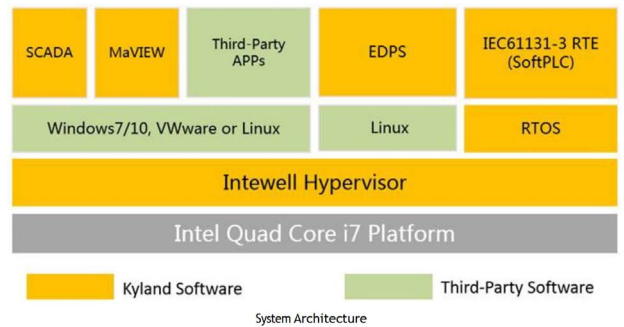 SCADA
MaVIEW
Third-Party
APPs
EDPS
IEC61131-3 RTE
(SoftPLC)
Windows7/10, VWware or Linux
Linux
RTOS
Intewell Hypervisor
Intel Quad Core i7 Platform
Kyland Software
Third-Party Software
System Architecture